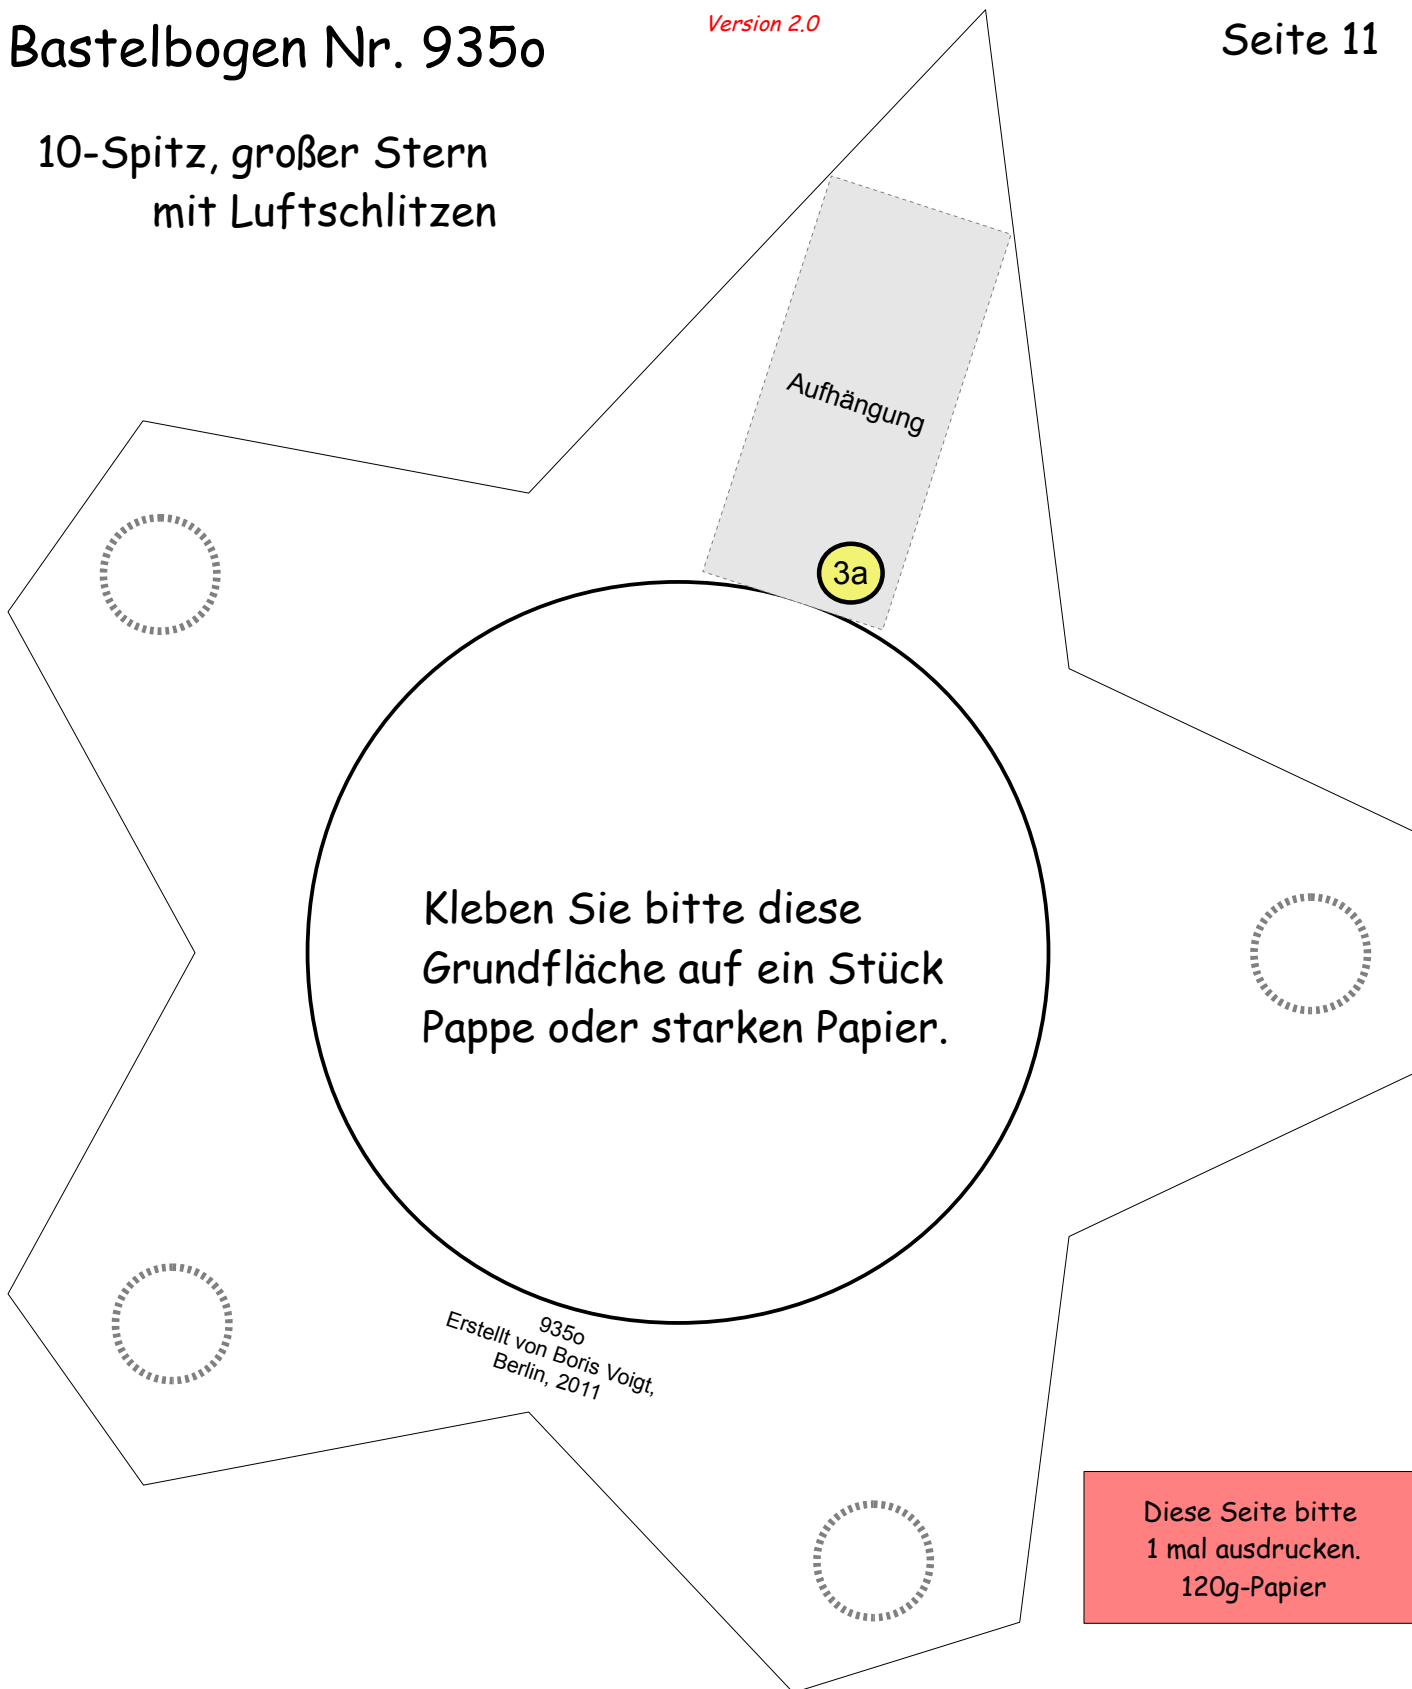 Bastelbogen Nr. 935o
Version 2.0
Seite 11
10-Spitz, großer Stern
mit Luftschlitzen
Aufhängung
3a
Kleben Sie bitte diese
Grundfläche auf ein Stück
Pappe oder starken Papier.
935o
Erstellt von Boris Voigt,
Berlin, 2011
Diese Seite bitte
1 mal ausdrucken.
120g-Papier